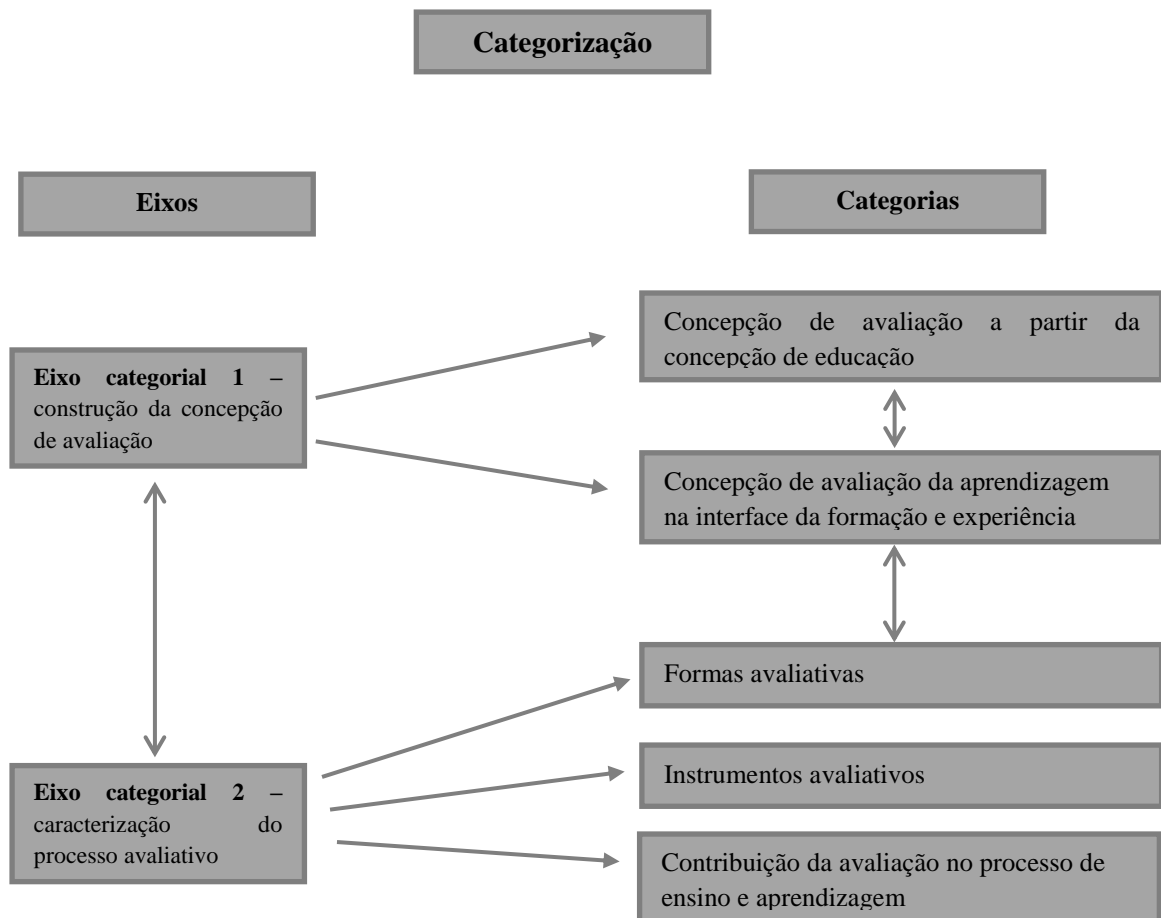 Categorização
Eixos
Categorias
Concepção de avaliação a partir da
concepção de educação
Eixo categorial 1 –
construção da concepção
de avaliação
Concepção de avaliação da aprendizagem
na interface da formação e experiência
Formas avaliativas
Eixo categorial 2 –
caracterização do
processo avaliativo
Instrumentos avaliativos
Contribuição da avaliação no processo de
ensino e aprendizagem